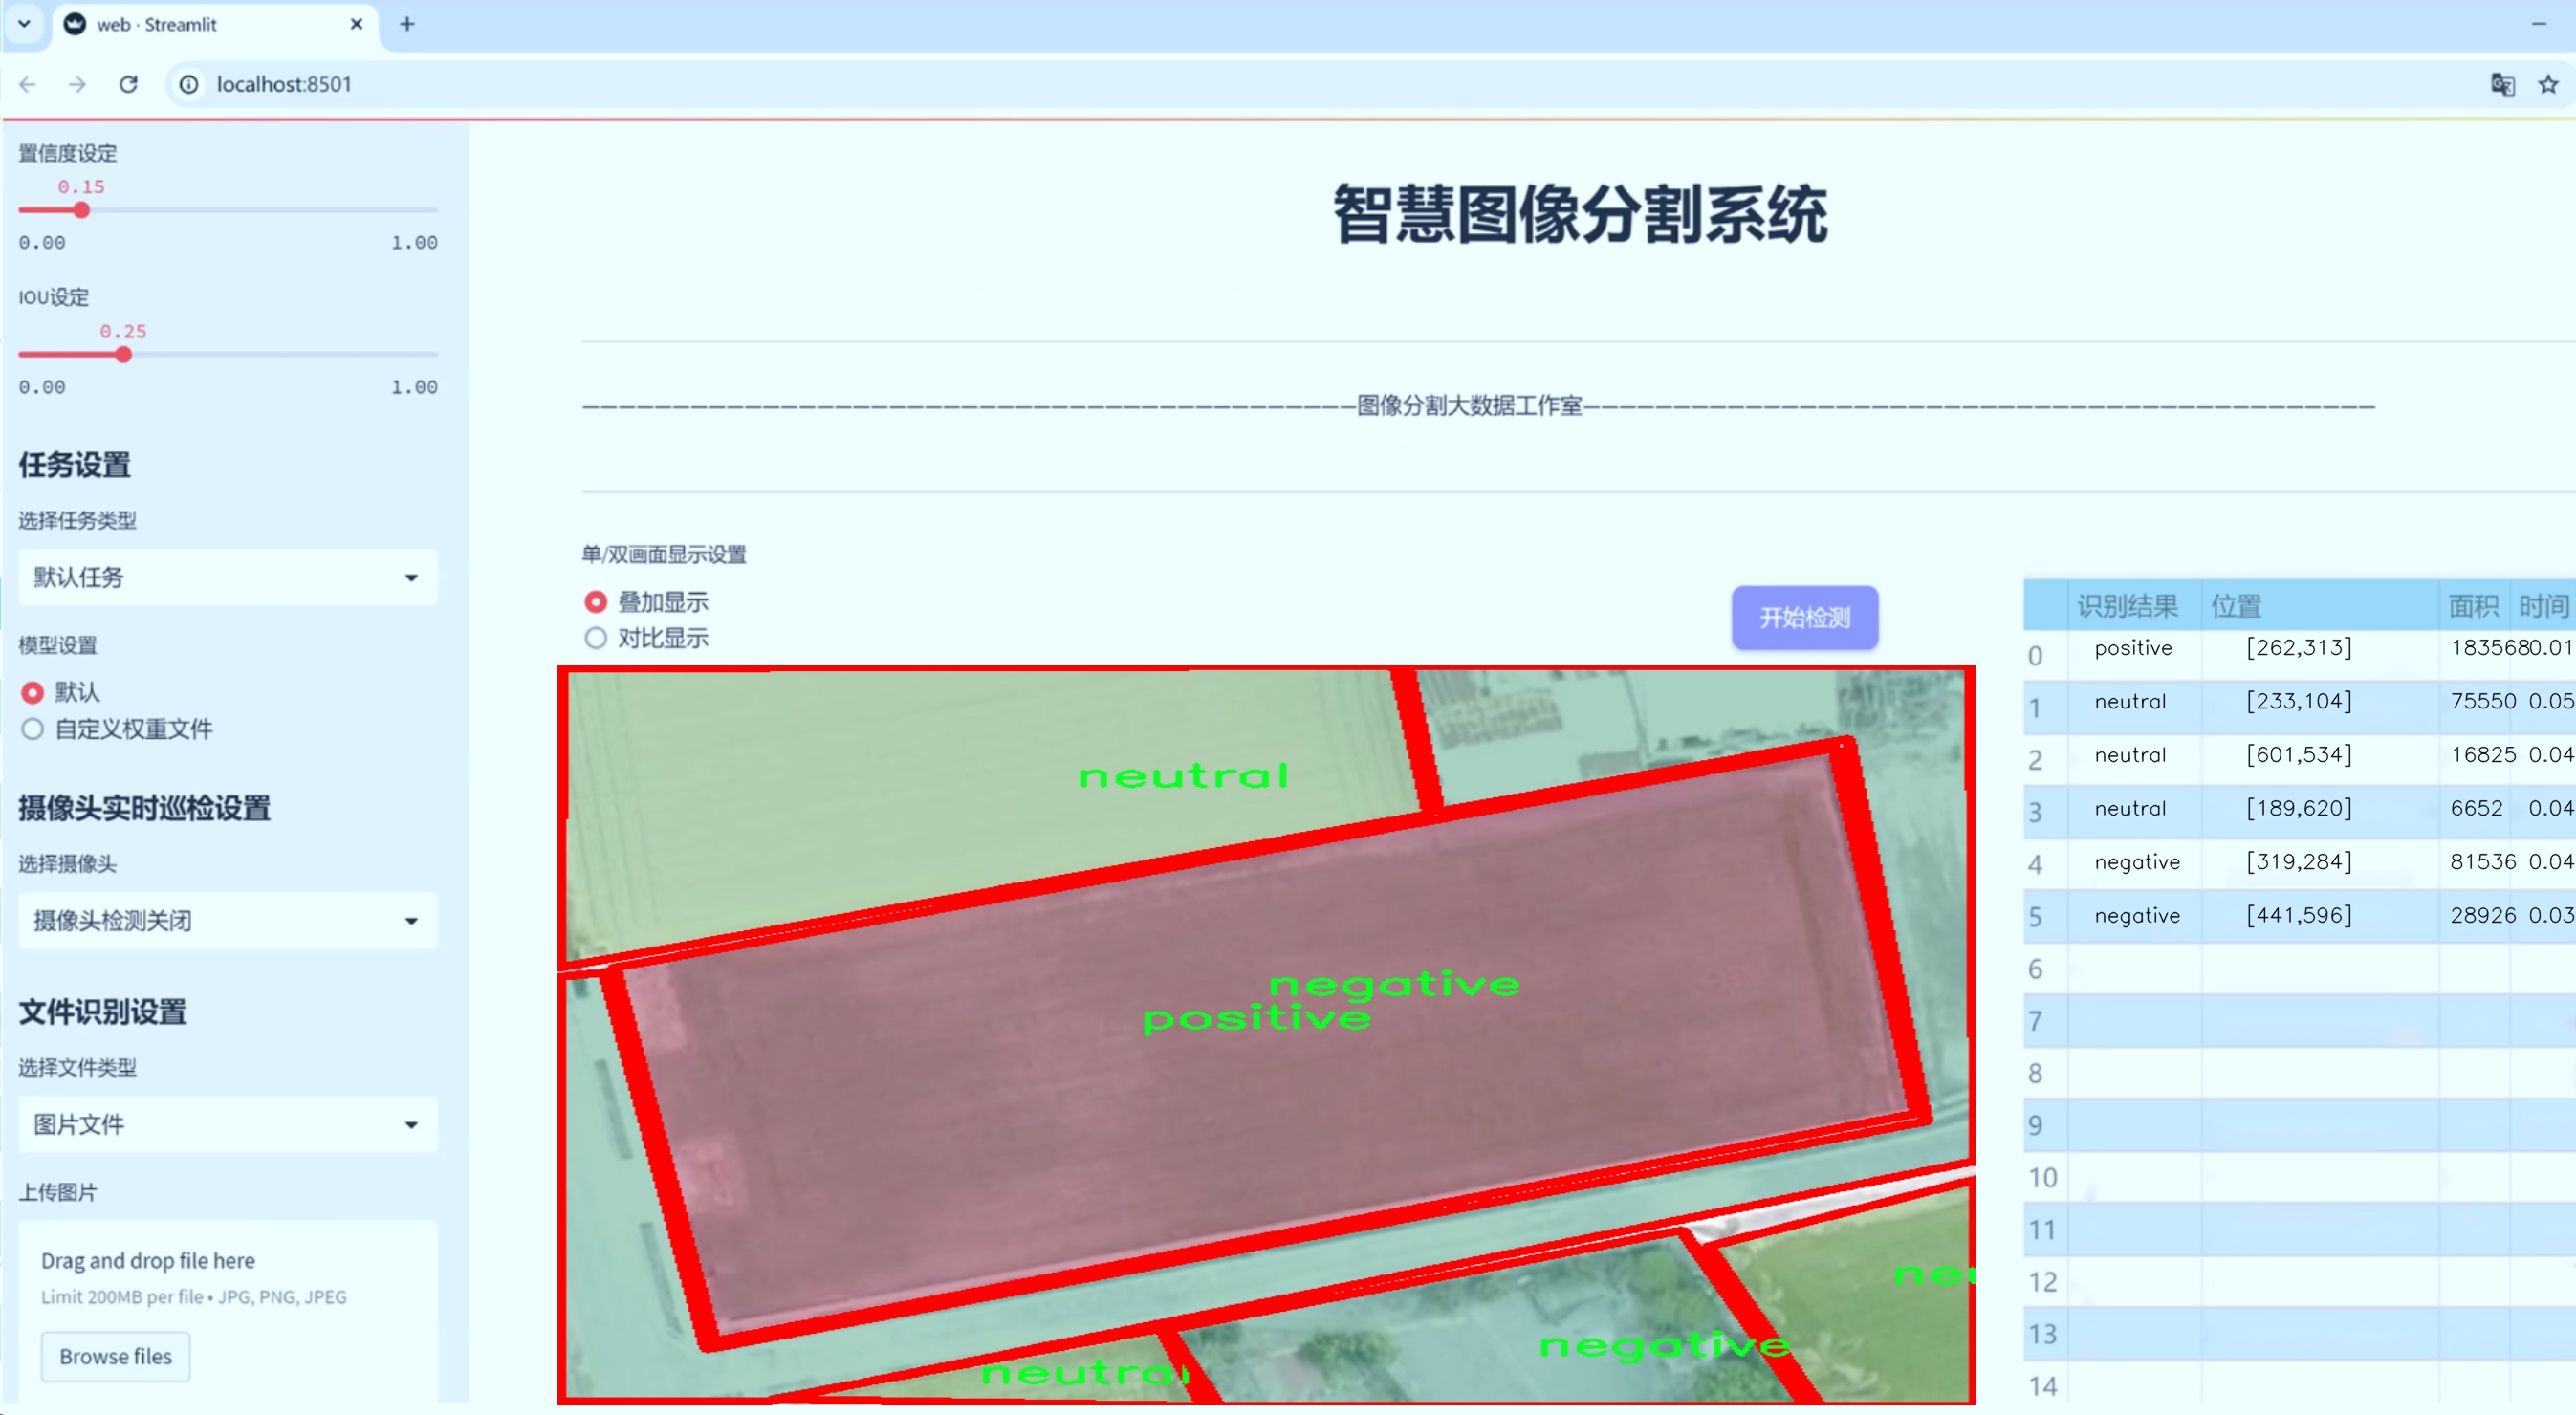 web · Streamlit
localhost:8501
置信度设定
0.15
0.00 1.00
IOU设定
0.25
0.00 1.00
任务设置
选择任务类型
默认任务
模型设置
默认
自定义权重文件
摄像头实时巡检设置
选择摄像头
摄像头检测关闭
文件识别设置
选择文件类型
图片文件
上传图片
Drag and drop file here
Limit 200MB per file • JPG, PNG, JPEG
Browse files
智慧图像分割系统
———————————————————————————————————————————图像分割大数据工作室————————————————————————————————————————————
单/双画面显示设置
叠加显示
对比显示
开始检测
neutral
negative
positive
neu
negative
neutral
识别结果 位置 面积 时间
0 positive [262,313] 1835680.01
1 neutral [233,104] 75550 0.05
2 neutral [601,534] 16825 0.04
3 neutral [189,620] 6652 0.04
4 negative [319,284] 81536 0.04
5 negative [441,596] 28926 0.03
6
7
8
9
10
11
12
13
14